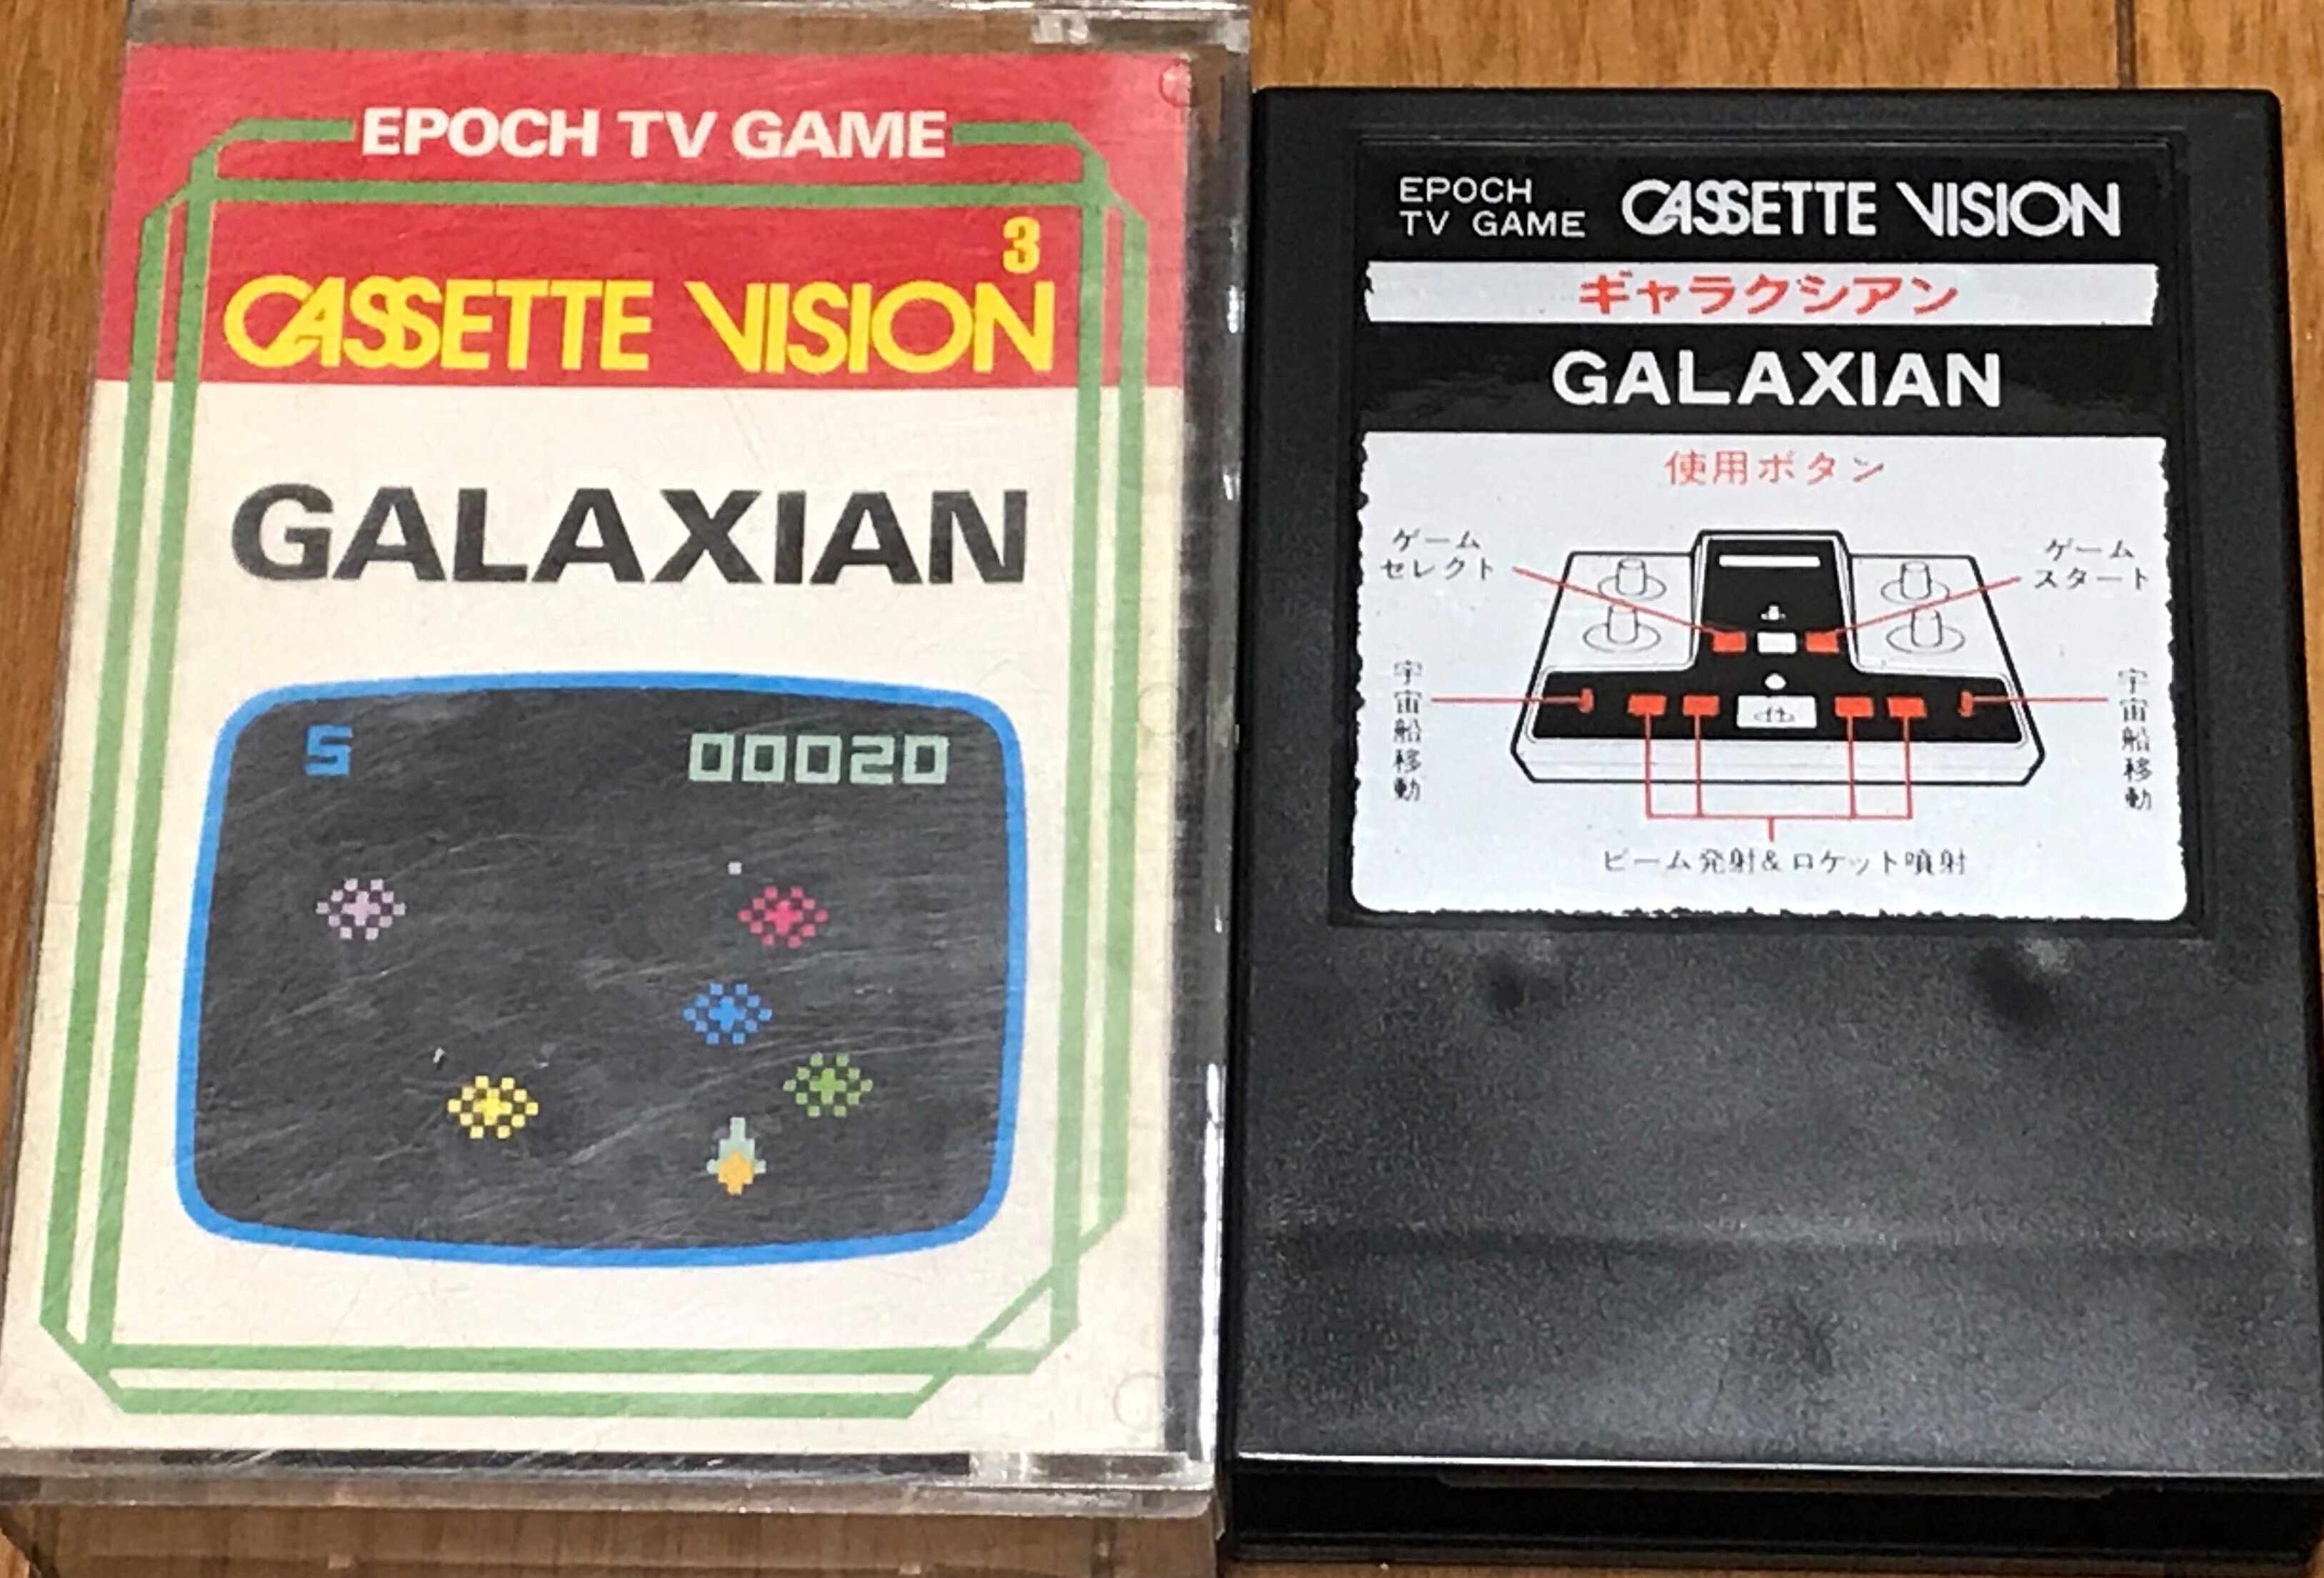 EPOCH TV GAME
3
CASSETTE VISION
GALAXIAN
5
00020
EPOCH
TV GAME
CASSETTE VISION
ギャラクシアン
GALAXIAN
使用ボタン
ゲーム
セレクト
ゲーム
スタート
宇宙船移動
宇宙船移動
ビーム発射&ロケット噴射